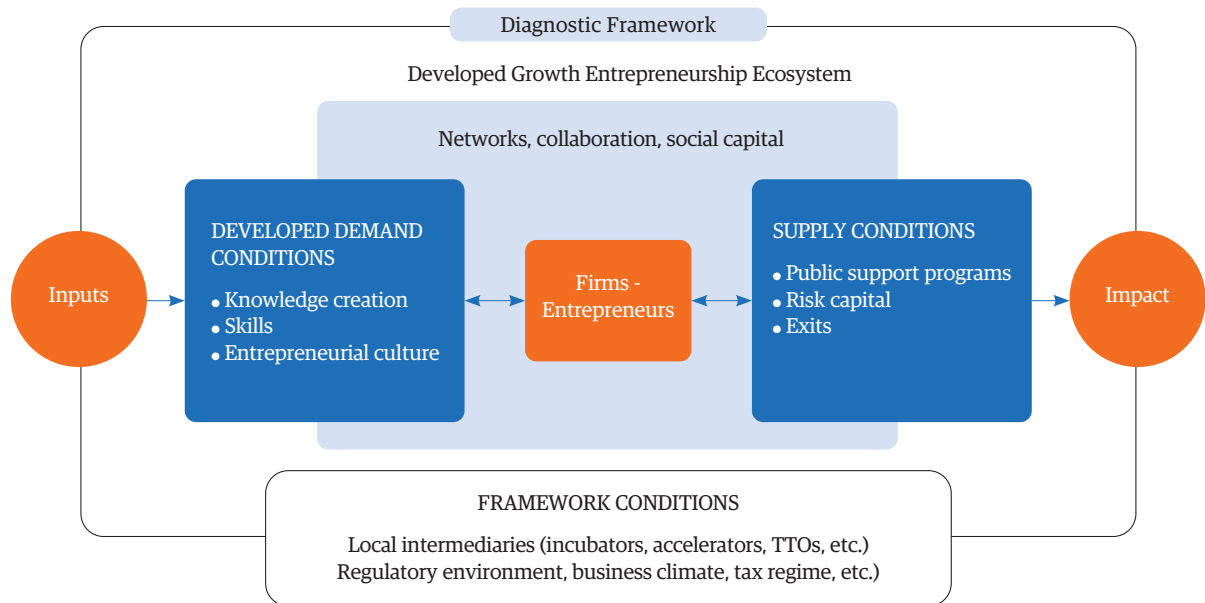 Diagnostic Framework
Developed Growth Entrepreneurship Ecosystem
Networks, collaboration, social capital
Inputs
DEVELOPED DEMAND
CONDITIONS
• Knowledge creation
• Skills
• Entrepreneurial culture
Firms -
Entrepreneurs
SUPPLY CONDITIONS
• Public support programs
• Risk capital
• Exits
Impact
FRAMEWORK CONDITIONS
Local intermediaries (incubators, accelerators, TTOs, etc.)
Regulatory environment, business climate, tax regime, etc.)